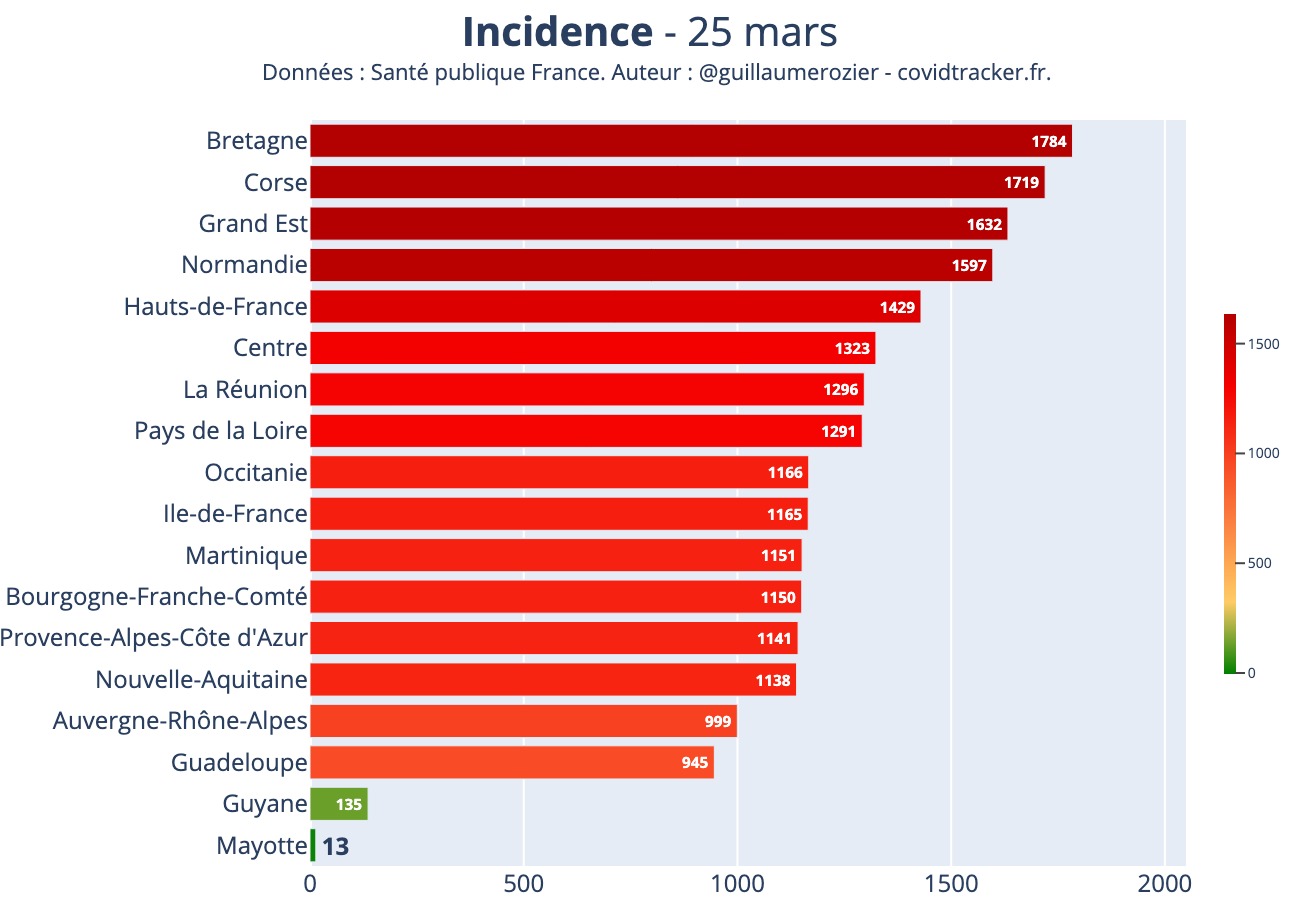 Incidence - 25 mars
Données : Santé publique France. Auteur : @guillaumerozier - covidtracker.fr.
Bretagne 1784
Corse 1719
Grand Est 1632
Normandie 1597
Hauts-de-France 1429
Centre 1323
La Réunion 1296
Pays de la Loire 1291
Occitanie 1166
Ile-de-France 1165
Martinique 1151
Bourgogne-Franche-Comté 1150
Provence-Alpes-Côte d'Azur 1141
Nouvelle-Aquitaine 1138
Auvergne-Rhône-Alpes 999
Guadeloupe 945
Guyane 135
Mayotte 13
0 500 1000 1500 2000
1500
1000
500
0